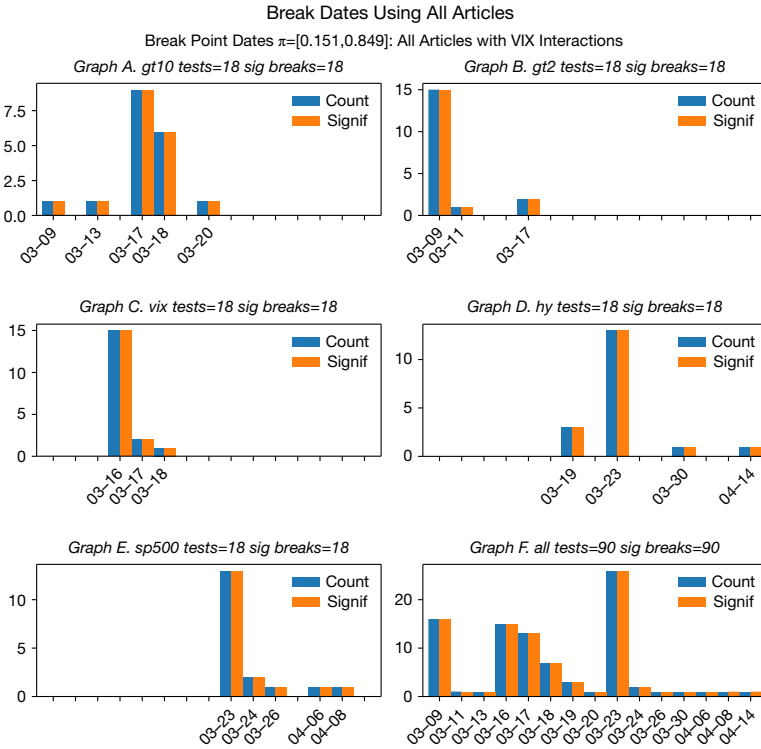 Break Dates Using All Articles
Break Point Dates π=[0.151,0.849]: All Articles with VIX Interactions
Graph A. gt10 tests=18 sig breaks=18
7.5
5.0
2.5
0.0
Count
Signif
03–09
03–13
03–17
03–18
03–20
Graph B. gt2 tests=18 sig breaks=18
15
10
5
0
Count
Signif
03–09
03–11
03–17
Graph C. vix tests=18 sig breaks=18
15
10
5
0
Count
Signif
03–16
03–17
03–18
Graph D. hy tests=18 sig breaks=18
10
5
0
Count
Signif
03–19
03–23
03–30
04–14
Graph E. sp500 tests=18 sig breaks=18
10
5
0
Count
Signif
03–23
03–24
03–26
04–06
04–08
Graph F. all tests=90 sig breaks=90
20
10
0
Count
Signif
03–09
03–11
03–13
03–16
03–17
03–18
03–19
03–20
03–23
03–24
03–26
03–30
04–06
04–08
04–14